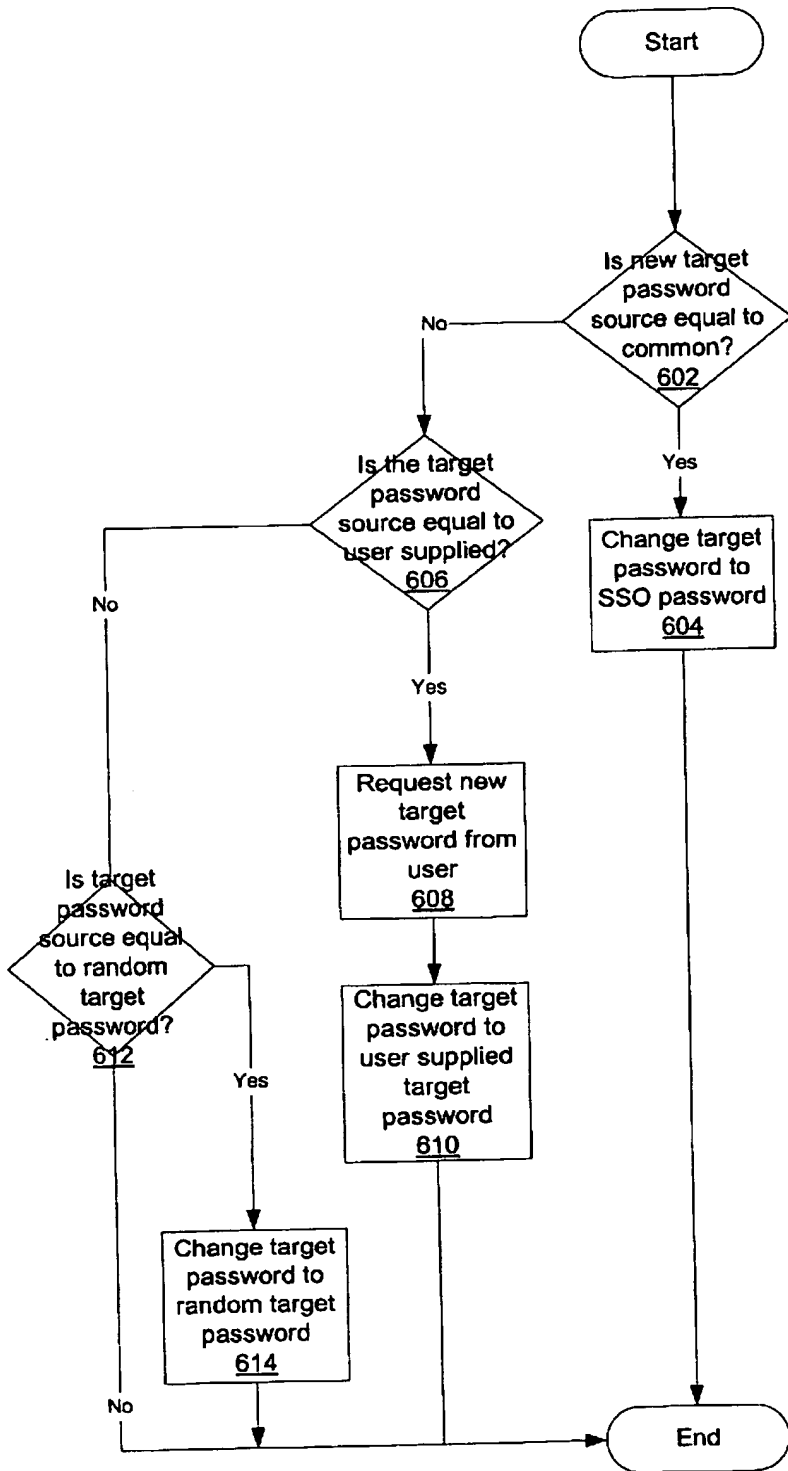 Start
Is new target
password
source equal to
common?
602
No
Yes
Is the target
password
source equal to
user supplied?
606
Change target
password to
SSO password
604
No
Yes
Request new
target
password from
user
608
Is target
password
source equal
to random
target
password?
612
Change target
password to
user supplied
target
password
610
Yes
Change target
password to
random target
password
614
No
End